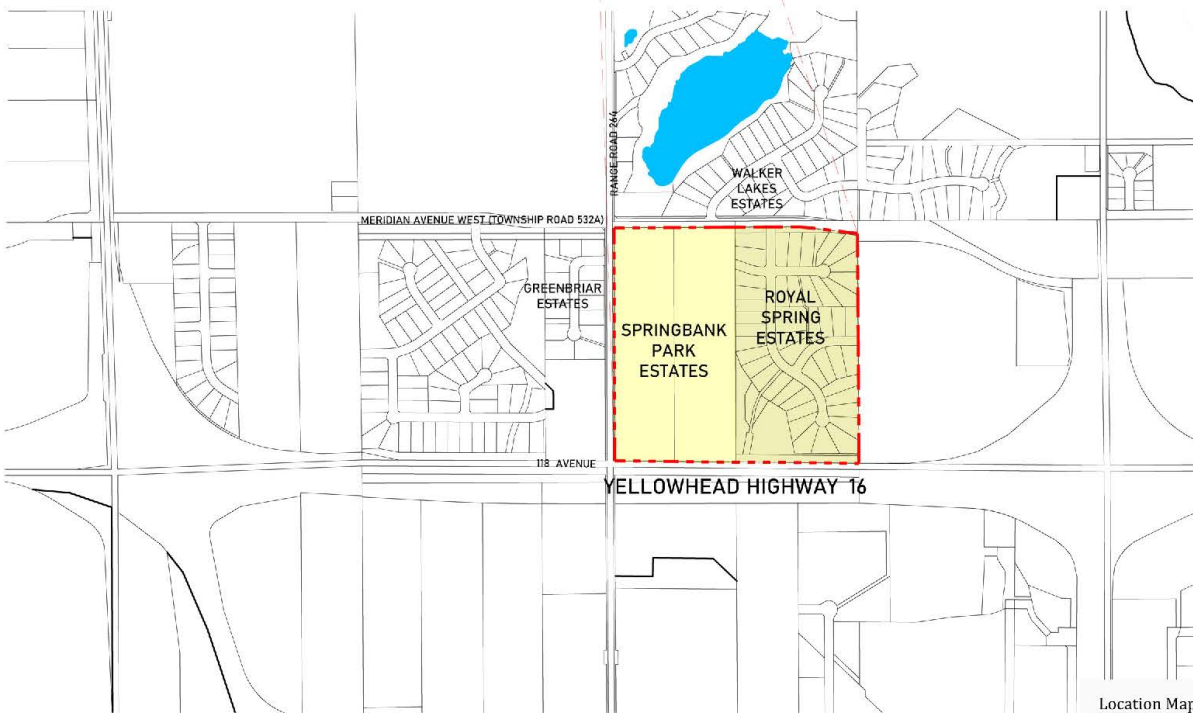 RANGE ROAD 264
WALKER
LAKES
ESTATES
MERIDIAN AVENUE WEST (TOWNSHIP ROAD 532A)
GREENBRIAR
ESTATES
SPRINGBANK
PARK
ESTATES
ROYAL
SPRING
ESTATES
118 AVENUE
YELLOWHEAD HIGHWAY 16
Location Map